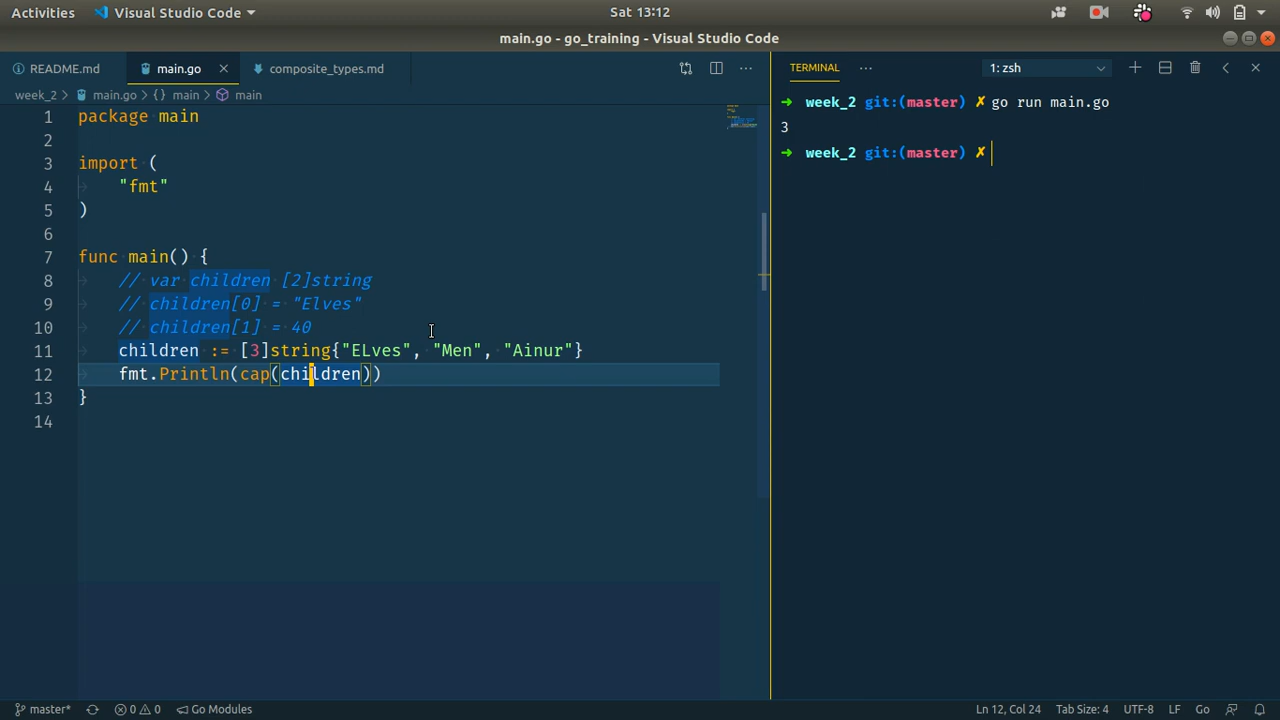 Activities Visual Studio Code Sat 13:12
main.go - go_training - Visual Studio Code
README.md main.go composite_types.md
week_2 > main.go > {} main > main
1 package main
2
3 import (
4 "fmt"
5 )
6
7 func main() {
8 // var children [2]string
9 // children[0] = "Elves"
10 // children[1] = 40
11 children := [3]string{"ELves", "Men", "Ainur"}
12 fmt.Println(cap(children))
13 }
14
TERMINAL 1: zsh
→ week_2 git:(master) ✗ go run main.go
3
→ week_2 git:(master) ✗
master* 0 0 Go Modules Ln 12, Col 24 Tab Size: 4 UTF-8 LF Go